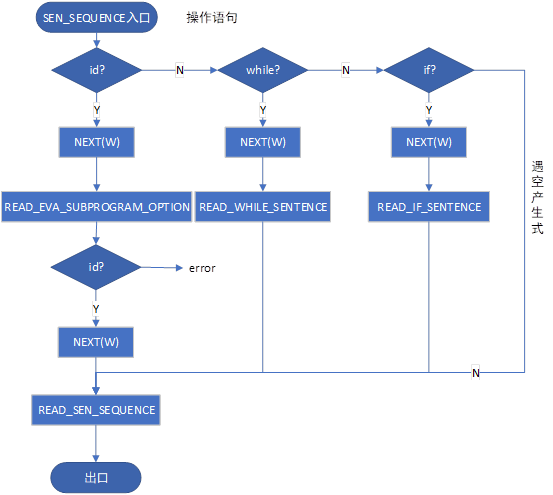 SEN_SEQUENCE入口
操作语句
id?
N
while?
N
if?
Y
Y
Y
NEXT(W)
NEXT(W)
NEXT(W)
遇空产生式
READ_EVA_SUBPROGRAM_OPTION
READ_WHILE_SENTENCE
READ_IF_SENTENCE
id?
error
Y
NEXT(W)
N
READ_SEN_SEQUENCE
出口